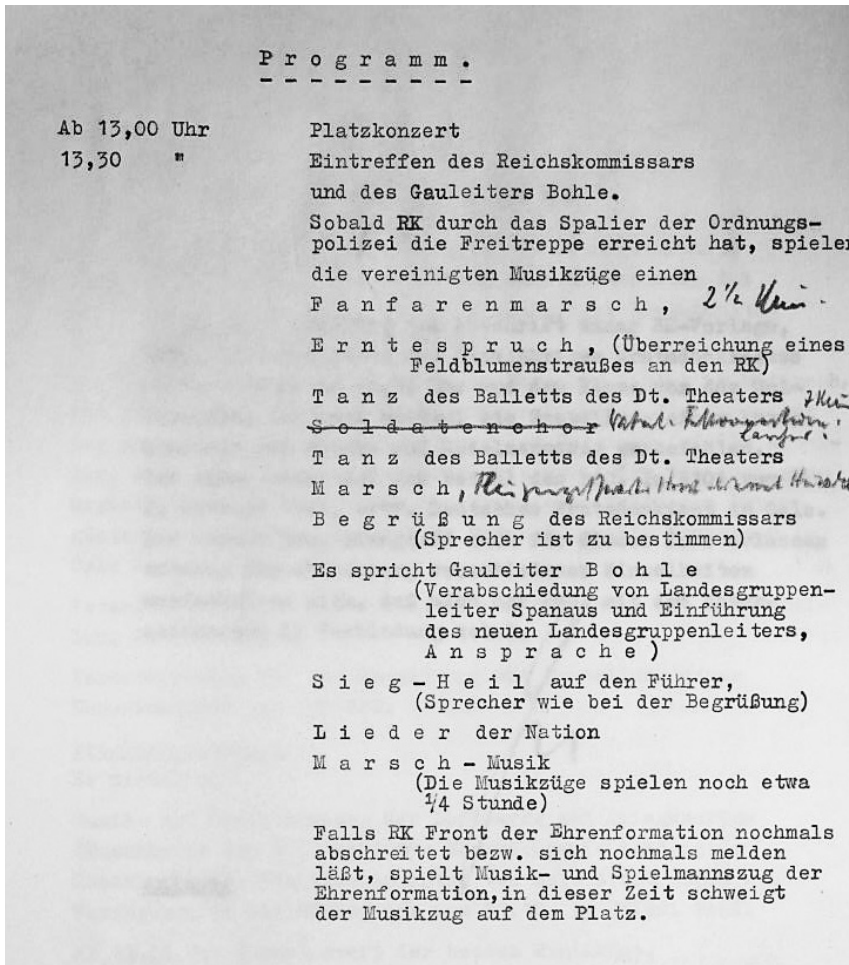 P r o g r a m m .
Ab 13,00 Uhr Platzkonzert
13,30 " Eintreffen des Reichskommissars
und des Gauleiters Bohle.
Sobald RK durch das Spalier der Ordnungs-
polizei die Freitreppe erreicht hat, spielen
die vereinigten Musikzüge einen
F a n f a r e n m a r s c h , 2 1/2 Min.
E r n t e s p r u c h , (Überreichung eines
Feldblumenstraußes an den RK)
T a n z des Balletts des Dt. Theaters
S o l d a t e n c h o r
T a n z des Balletts des Dt. Theaters
M a r s c h ,
B e g r ü ß u n g des Reichskommissars
(Sprecher ist zu bestimmen)
Es spricht Gauleiter B o h l e
(Verabschiedung von Landesgruppen-
leiter Spanaus und Einführung
des neuen Landesgruppenleiters,
A n s p r a c h e )
S i e g - H e i l auf den Führer,
(Sprecher wie bei der Begrüßung)
L i e d e r der Nation
M a r s c h - Musik
(Die Musikzüge spielen noch etwa
1/4 Stunde)
Falls RK Front der Ehrenformation nochmals
abschreitet bezw. sich nochmals melden
läßt, spielt Musik- und Spielmannszug der
Ehrenformation,in dieser Zeit schweigt
der Musikzug auf dem Platz.